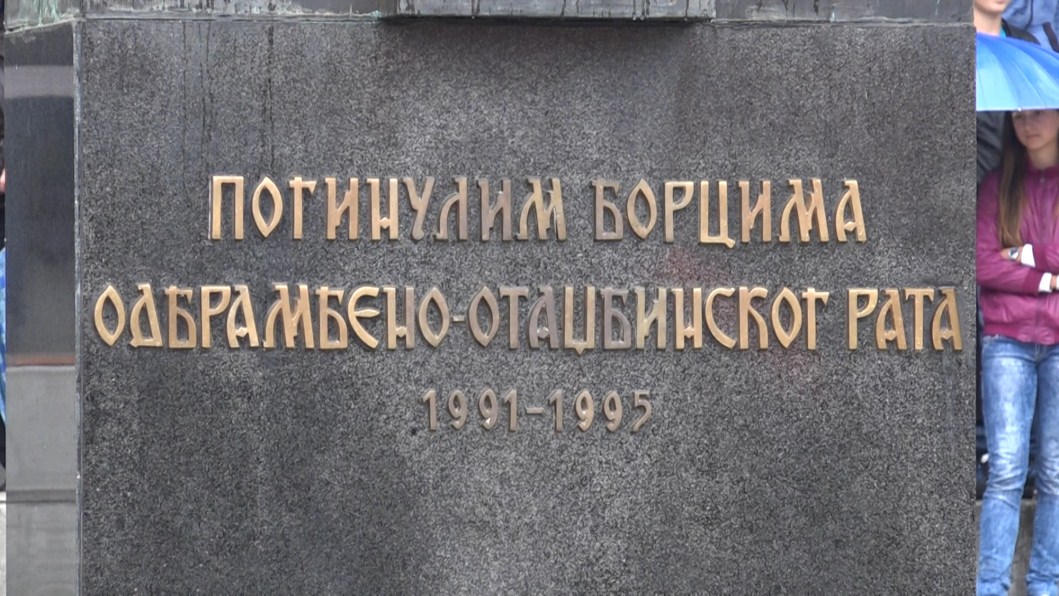 ПОГИНУЛИМ БОРЦИМА
ОДБРАМБЕНО-ОТАЏБИНСКОГ РАТА
1991-1995